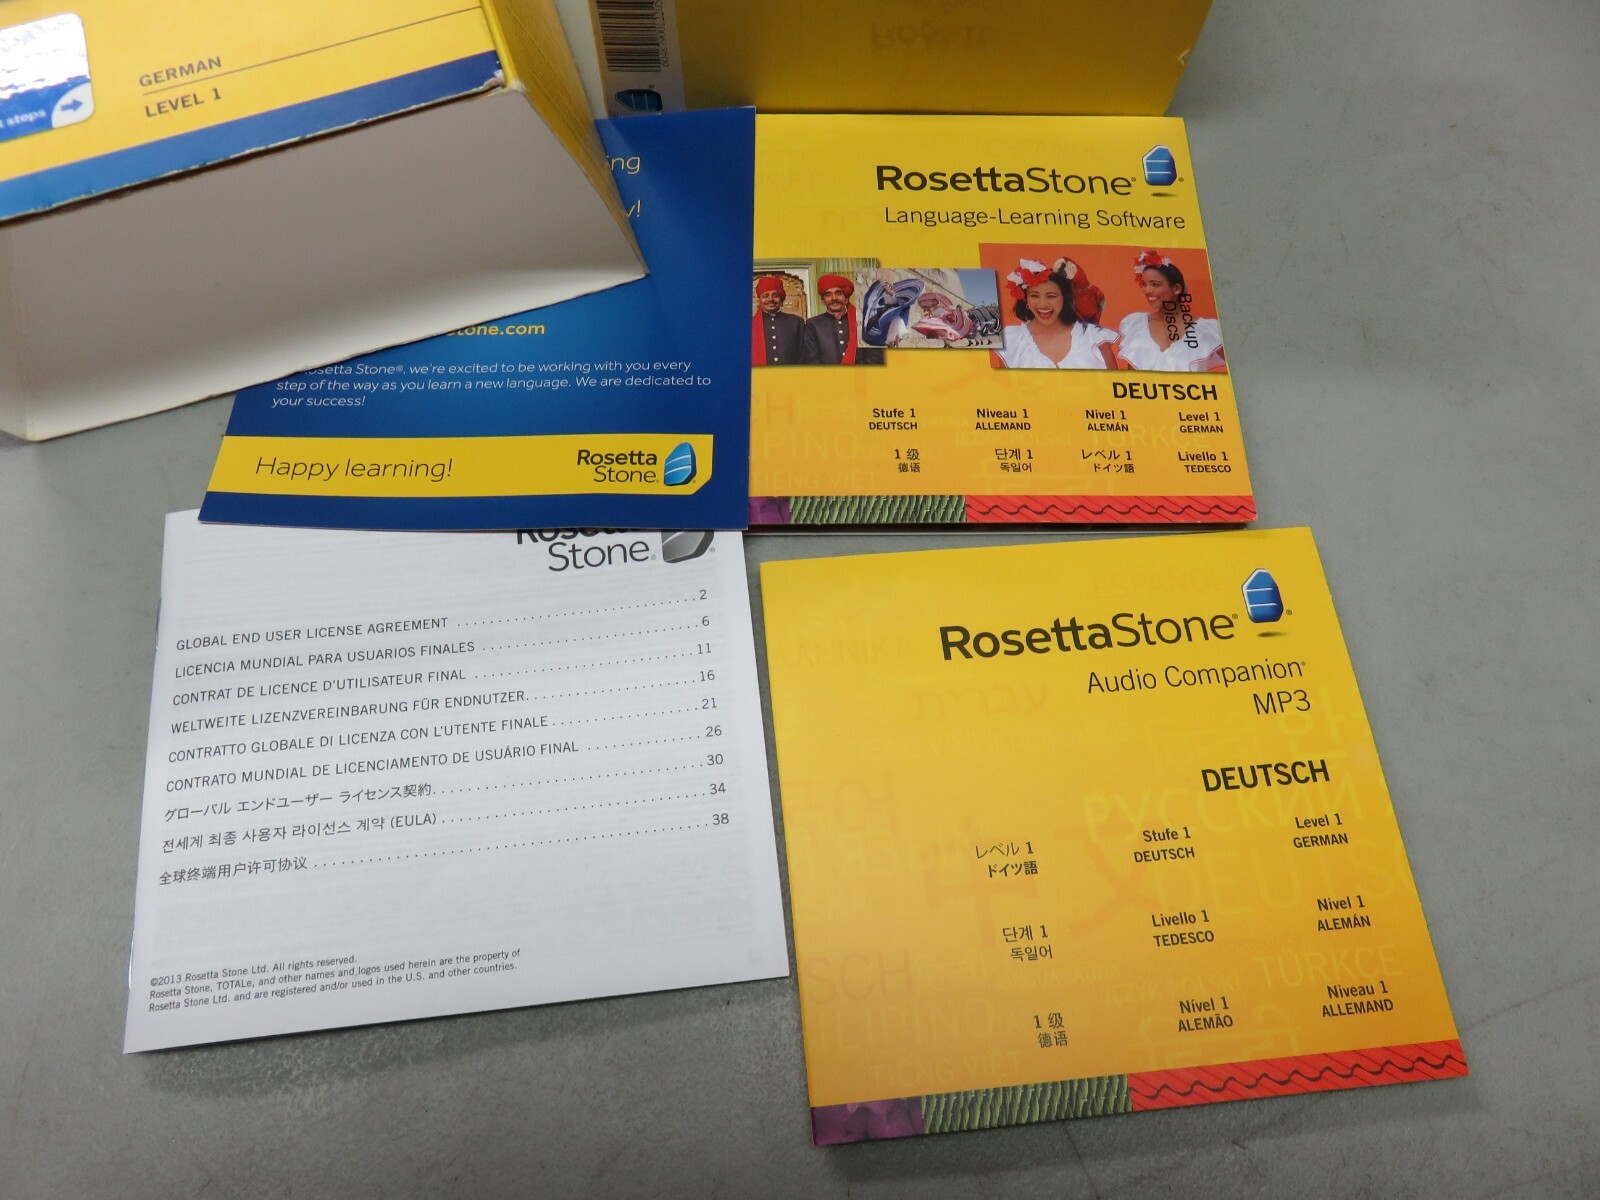 GERMAN
LEVEL 1
steps
ing
y!
stone.com
Rosetta Stone®, we're excited to be working with you every
step of the way as you learn a new language. We are dedicated to
your success!
Happy learning!
Rosetta
Stone®
RosettaStone®
Language-Learning Software
Backup
Discs
DEUTSCH
Stufe 1 Niveau 1 Nivel 1 Level 1
DEUTSCH ALLEMAND ALEMÁN GERMAN
1 级 단계 1 レベル 1 Livello 1
德语 독일어 ドイツ語 TEDESCO
Rosetta
Stone®
GLOBAL END USER LICENSE AGREEMENT 2
LICENCIA MUNDIAL PARA USUARIOS FINALES 6
CONTRAT DE LICENCE D'UTILISATEUR FINAL 11
WELTWEITE LIZENZVEREINBARUNG FÜR ENDNUTZER 16
CONTRATTO GLOBALE DI LICENZA CON L'UTENTE FINALE 21
CONTRATO MUNDIAL DE LICENCIAMENTO DE USUÁRIO FINAL 26
グローバル エンドユーザー ライセンス契約 30
전세계 최종 사용자 라이선스 계약 (EULA) 34
全球终端用户许可协议 38
©2013 Rosetta Stone Ltd. All rights reserved.
Rosetta Stone, TOTALe, and other names and logos used herein are the property of
Rosetta Stone Ltd. and are registered and/or used in the U.S. and other countries.
RosettaStone®
Audio Companion®
MP3
DEUTSCH
レベル 1 Stufe 1 Level 1
ドイツ語 DEUTSCH GERMAN
단계 1 Livello 1 Nivel 1
독일어 TEDESCO ALEMÁN
1 级 Nível 1 Niveau 1
德语 ALEMÃO ALLEMAND